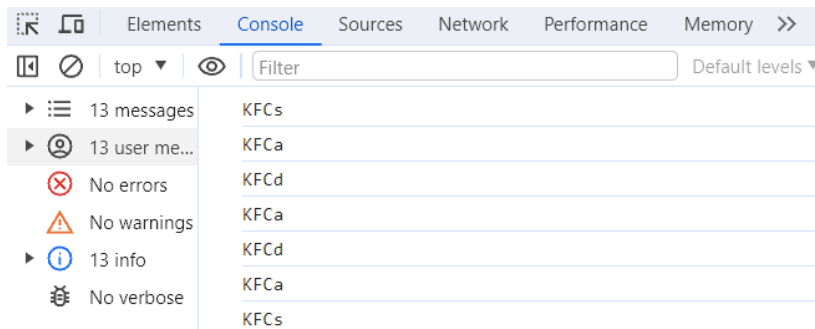 Elements Console Sources Network Performance Memory
top Filter Default levels
13 messages
13 user me...
No errors
No warnings
13 info
No verbose
KFCs
KFCa
KFCd
KFCa
KFCd
KFCa
KFCs